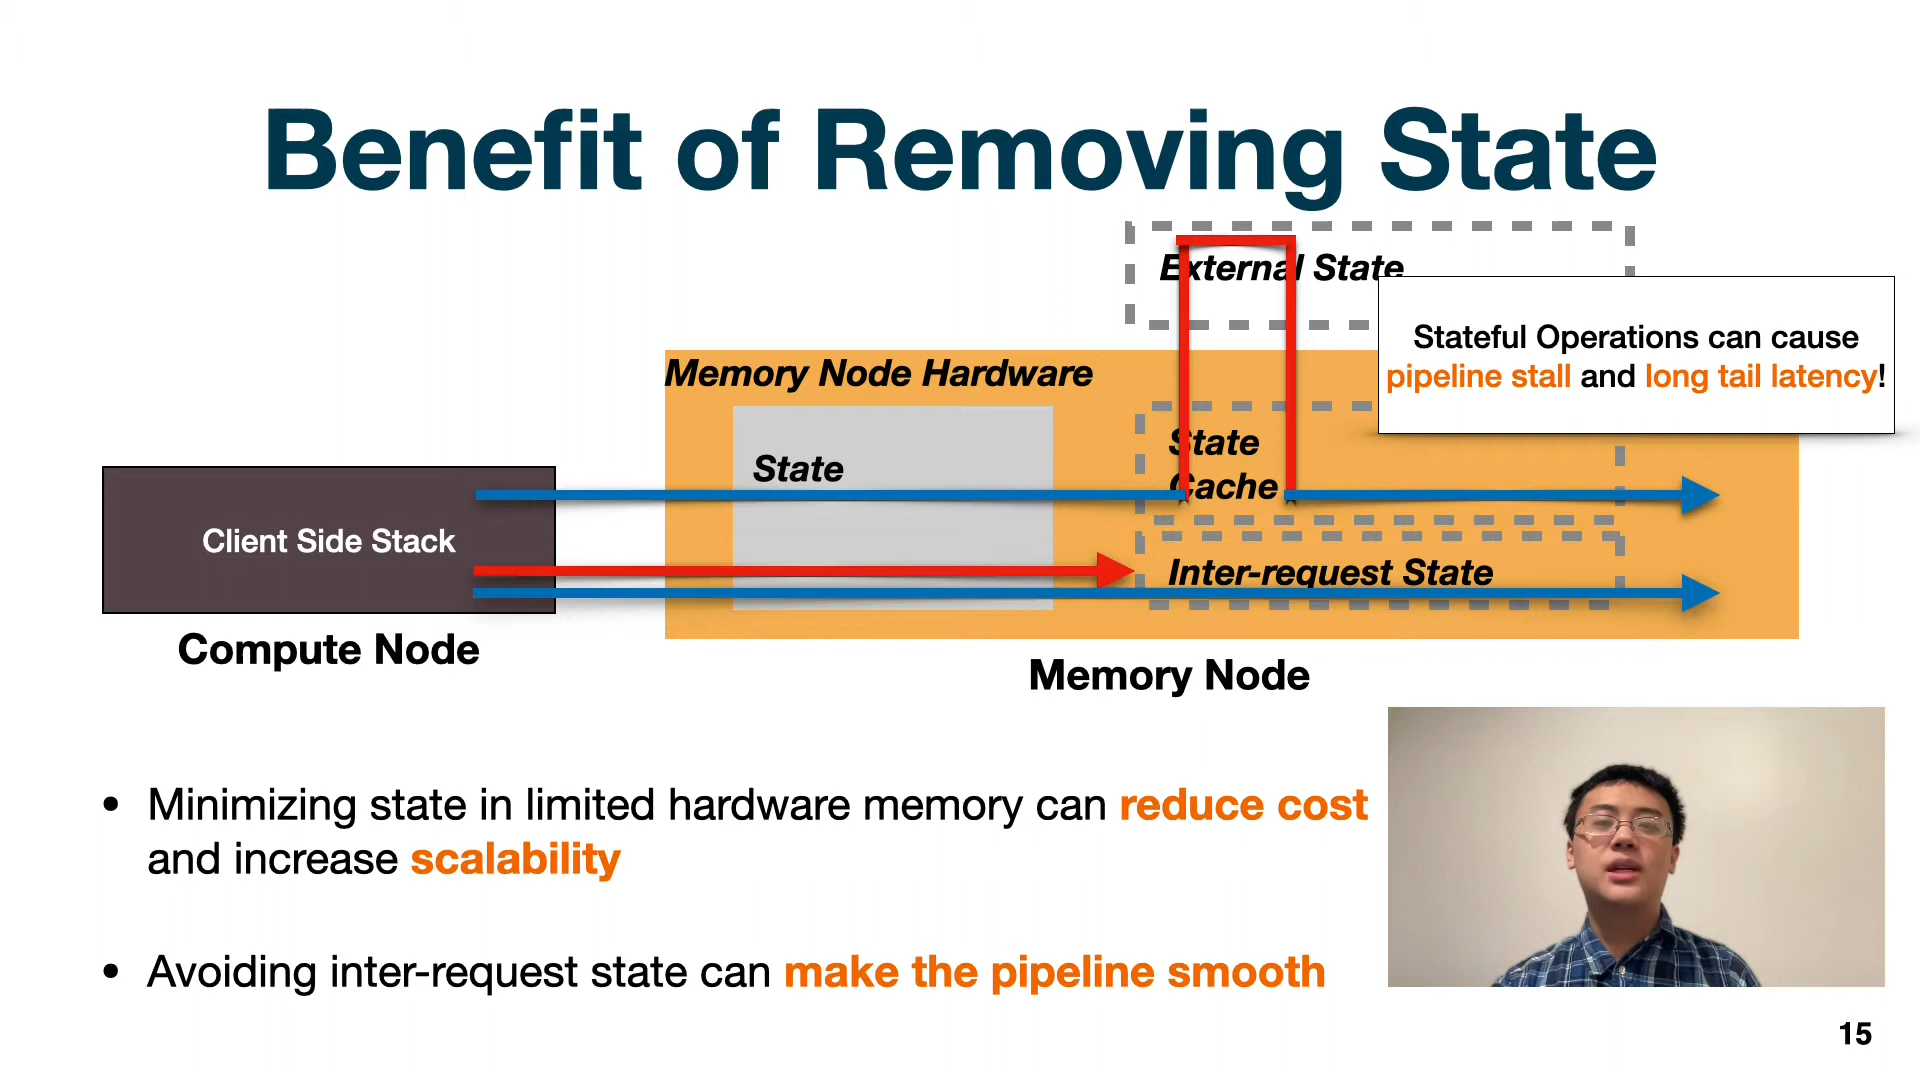 Benefit of Removing State
External State
Stateful Operations can cause
pipeline stall and long tail latency!
Memory Node Hardware
State
Cache
State
Client Side Stack
Inter-request State
Compute Node
Memory Node
• Minimizing state in limited hardware memory can reduce cost
and increase scalability
• Avoiding inter-request state can make the pipeline smooth
15